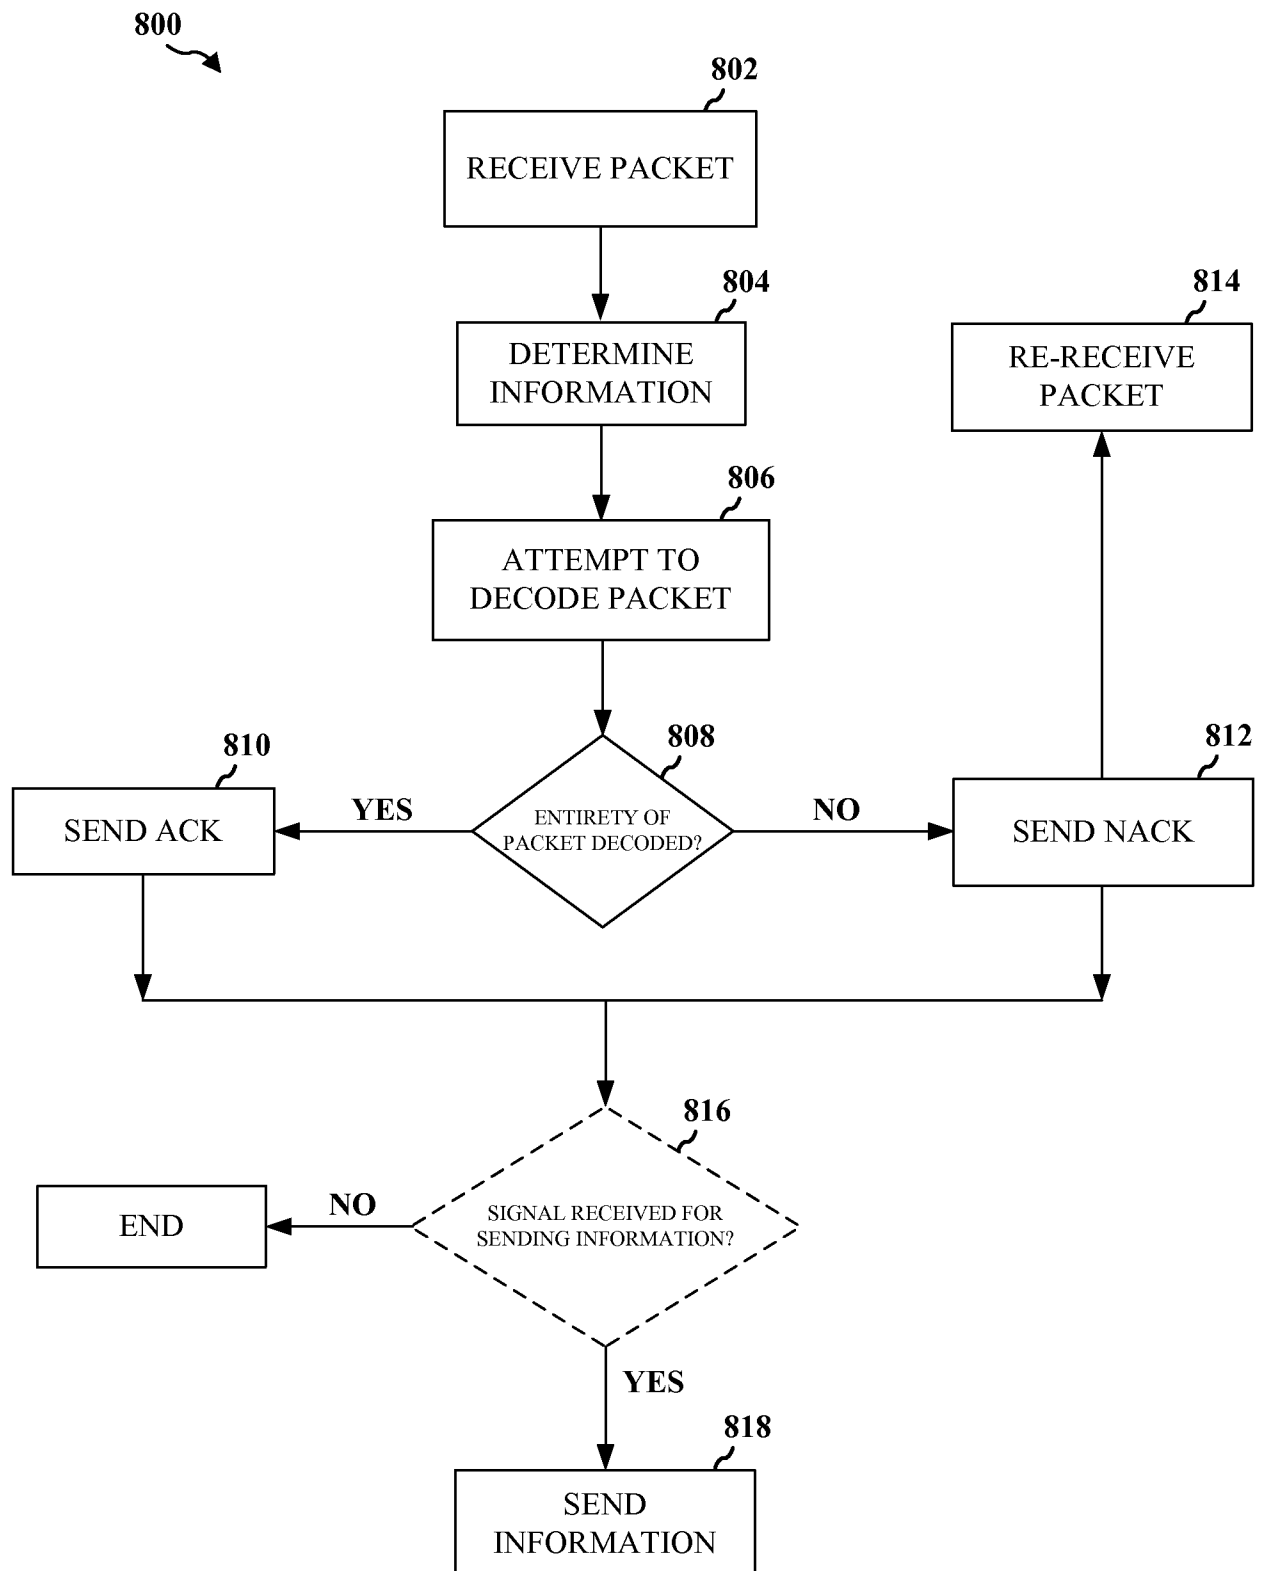 800
802
RECEIVE PACKET
804
DETERMINE
INFORMATION
814
RE-RECEIVE
PACKET
806
ATTEMPT TO
DECODE PACKET
810
SEND ACK
YES
808
ENTIRETY OF
PACKET DECODED?
NO
812
SEND NACK
816
SIGNAL RECEIVED FOR
SENDING INFORMATION?
NO
END
YES
818
SEND
INFORMATION